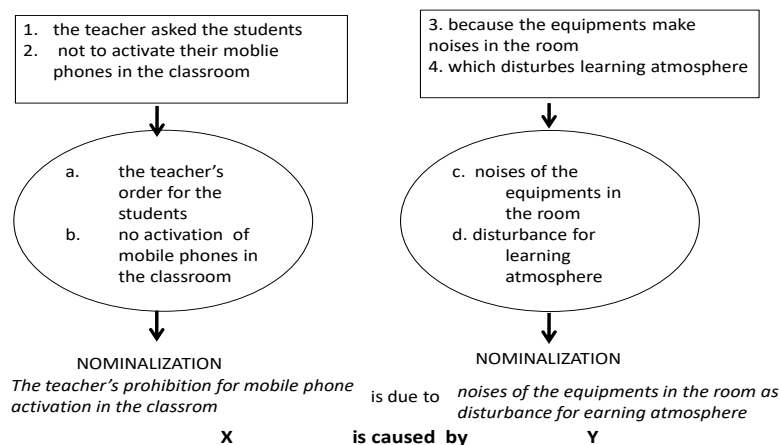 1. the teacher asked the students
2. not to activate their moblie
phones in the classroom
3. because the equipments make
noises in the room
4. which disturbes learning atmosphere
a. the teacher's
order for the
students
b. no activation of
mobile phones in
the classroom
c. noises of the
equipments in
the room
d. disturbance for
learning
atmosphere
NOMINALIZATION
The teacher's prohibition for mobile phone
activation in the classrom
is due to
NOMINALIZATION
noises of the equipments in the room as
disturbance for earning atmosphere
X is caused by Y